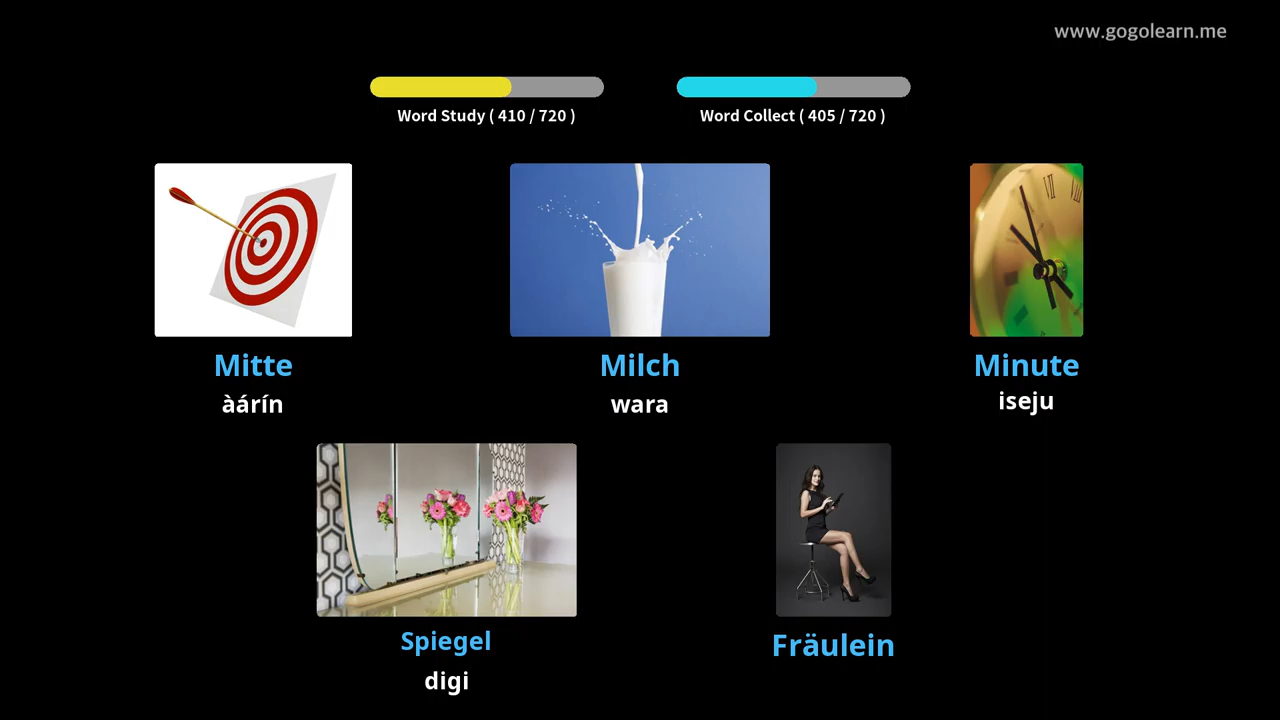 www.gogolearn.me
Word Study ( 410 / 720 )
Word Collect ( 405 / 720 )
Mitte
àárín
Milch
wara
Minute
iseju
Spiegel
digi
Fräulein